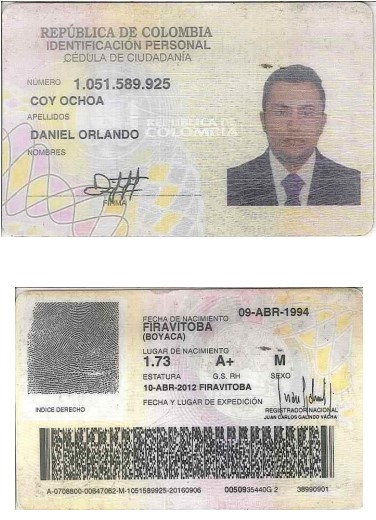 REPÚBLICA DE COLOMBIA
IDENTIFICACIÓN PERSONAL
CÉDULA DE CIUDADANÍA
NÚMERO 1.051.589.925
COY OCHOA
APELLIDOS
REPÚBLICA DE
COLOMBIA
DANIEL ORLANDO
NOMBRES
FIRMA
FECHA DE NACIMIENTO 09-ABR-1994
FIRAVITOBA
(BOYACA)
LUGAR DE NACIMIENTO
1.73 A+ M
ESTATURA G.S. RH SEXO
10-ABR-2012 FIRAVITOBA
FECHA Y LUGAR DE EXPEDICIÓN
INDICE DERECHO
REGISTRADOR NACIONAL
JUAN CARLOS GALINDO VÁCHA
A-0708800-00847062-M-1051589925-20160906 0050935440G 2 38990901